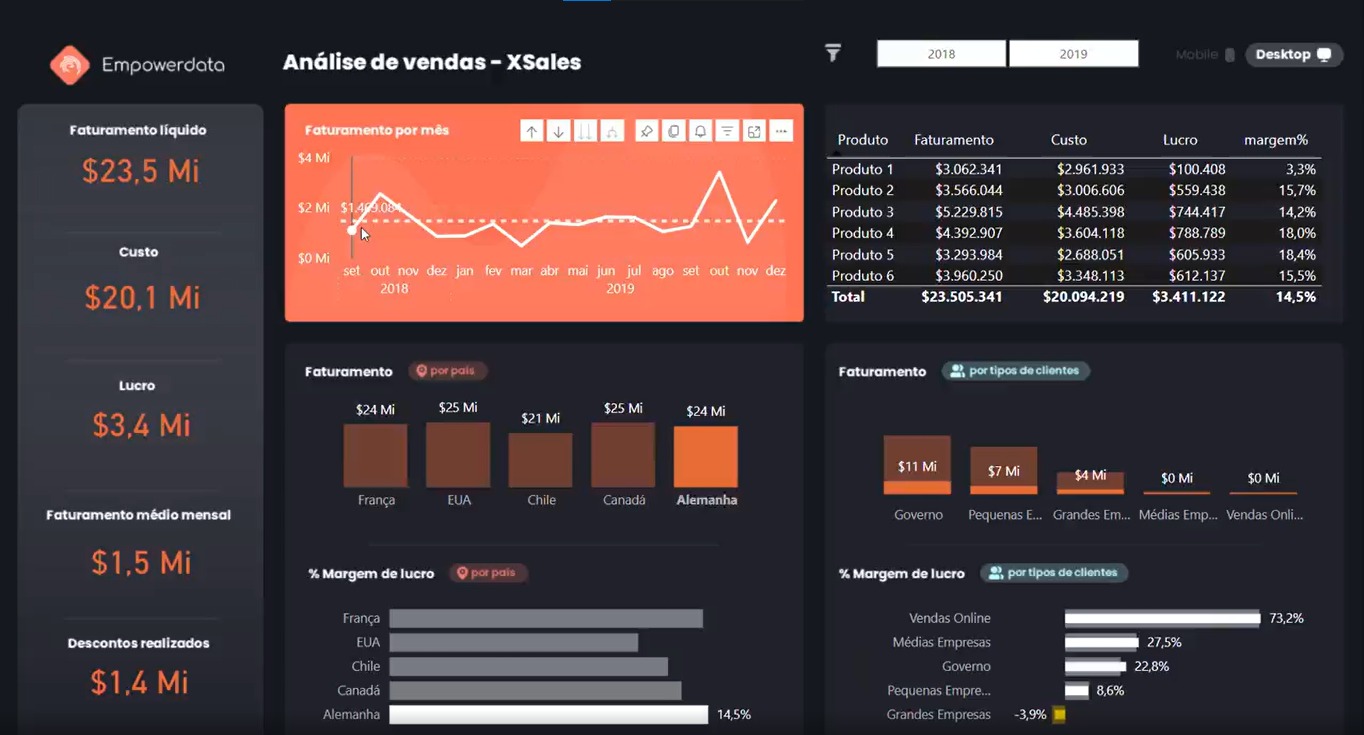 Empowerdata
Análise de vendas - XSales
2018
2019
Mobile
Desktop
Faturamento líquido
$23,5 Mi
Custo
$20,1 Mi
Lucro
$3,4 Mi
Faturamento médio mensal
$1,5 Mi
Descontos realizados
$1,4 Mi
Faturamento por mês
$4 Mi
$2 Mi
$1.469.084
$0 Mi
set out nov dez jan fev mar abr mai jun jul ago set out nov dez
2018 2019
Produto Faturamento Custo Lucro margem%
Produto 1 $3.062.341 $2.961.933 $100.408 3,3%
Produto 2 $3.566.044 $3.006.606 $559.438 15,7%
Produto 3 $5.229.815 $4.485.398 $744.417 14,2%
Produto 4 $4.392.907 $3.604.118 $788.789 18,0%
Produto 5 $3.293.984 $2.688.051 $605.933 18,4%
Produto 6 $3.960.250 $3.348.113 $612.137 15,5%
Total $23.505.341 $20.094.219 $3.411.122 14,5%
Faturamento por país
$24 Mi $25 Mi $21 Mi $25 Mi $24 Mi
França EUA Chile Canadá Alemanha
% Margem de lucro por país
França
EUA
Chile
Canadá
Alemanha 14,5%
Faturamento por tipos de clientes
$11 Mi $7 Mi $4 Mi $0 Mi $0 Mi
Governo Pequenas E... Grandes Em... Médias Emp... Vendas Onli...
% Margem de lucro por tipos de clientes
Vendas Online 73,2%
Médias Empresas 27,5%
Governo 22,8%
Pequenas Empre... 8,6%
Grandes Empresas -3,9%